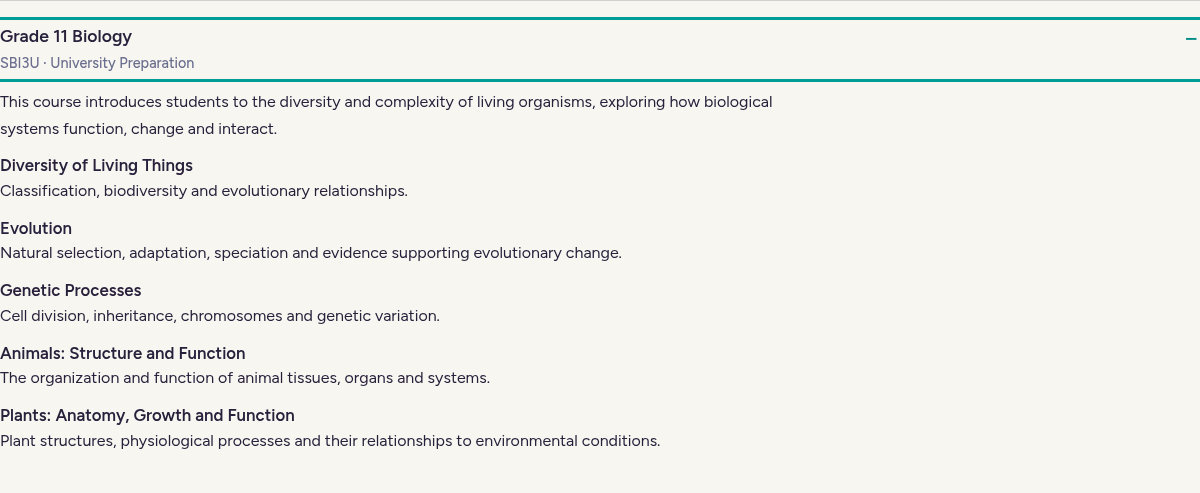 Grade 11 Biology
SBI3U · University Preparation
This course introduces students to the diversity and complexity of living organisms, exploring how biological
systems function, change and interact.
Diversity of Living Things
Classification, biodiversity and evolutionary relationships.
Evolution
Natural selection, adaptation, speciation and evidence supporting evolutionary change.
Genetic Processes
Cell division, inheritance, chromosomes and genetic variation.
Animals: Structure and Function
The organization and function of animal tissues, organs and systems.
Plants: Anatomy, Growth and Function
Plant structures, physiological processes and their relationships to environmental conditions.